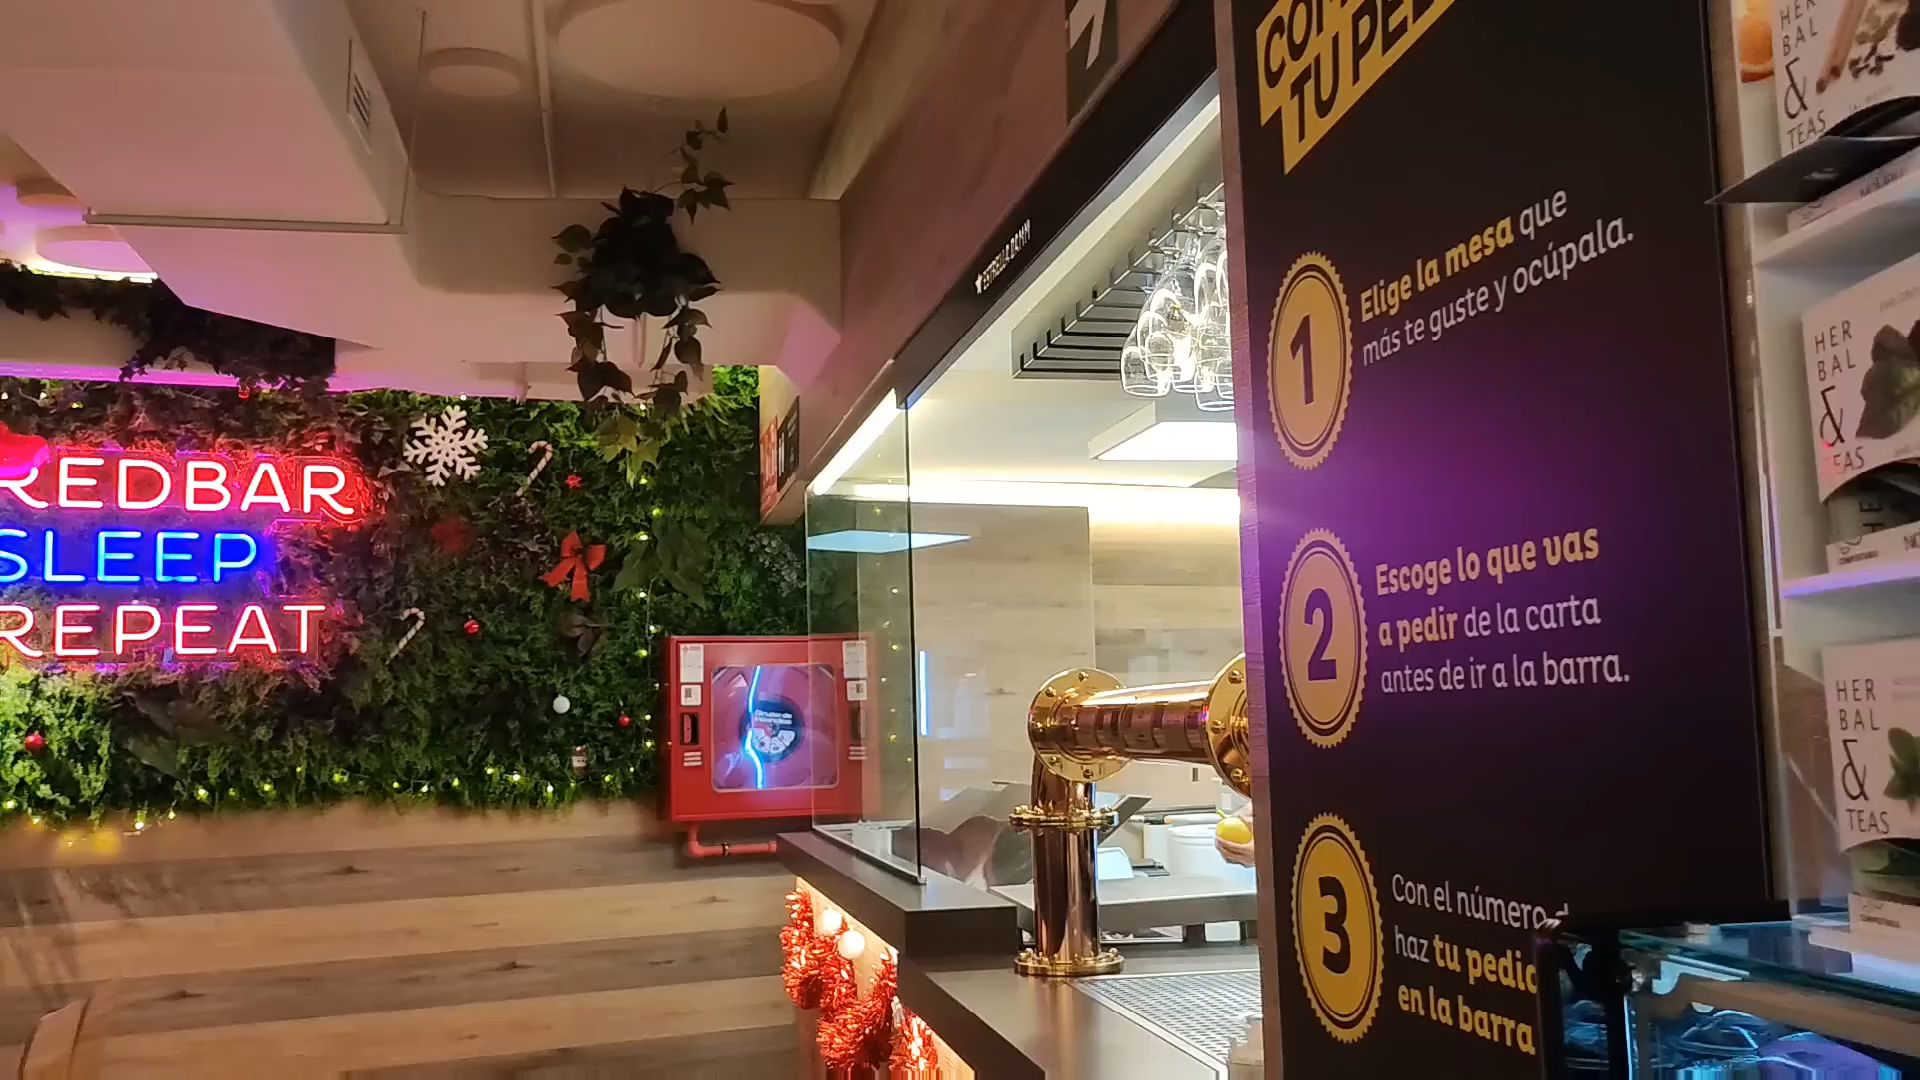 REDBAR
SLEEP
REPEAT
★ ESTRELLA DAMM
TU
1
Elige la mesa que
más te guste y ocúpala.
2
Escoge lo que vas
a pedir de la carta
antes de ir a la barra.
3
Con el número
haz tu
en la barra
HER
BAL
&
TEAS
HER
BAL
&
TEAS
HER
BAL
&
TEAS